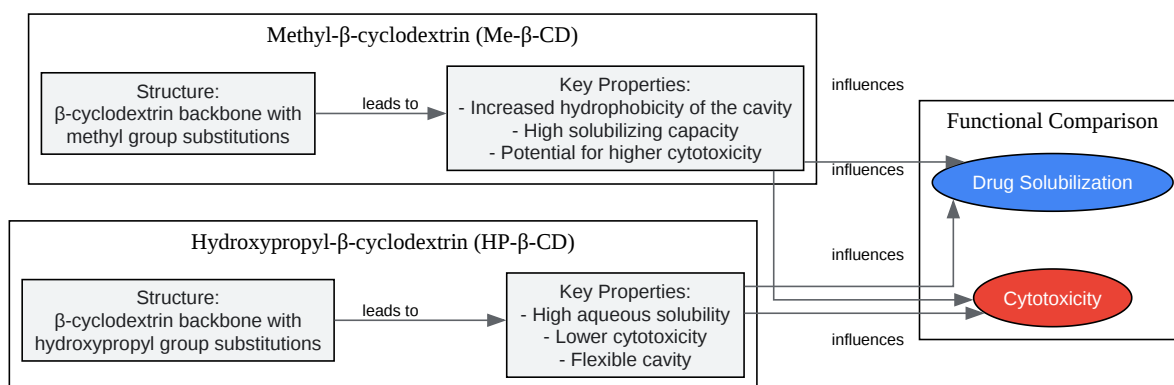 Methyl-β-cyclodextrin (Me-β-CD)
Structure:
β-cyclodextrin backbone with
methyl group substitutions
leads to
Key Properties:
- Increased hydrophobicity of the cavity
- High solubilizing capacity
- Potential for higher cytotoxicity
influences
influences
Hydroxypropyl-β-cyclodextrin (HP-β-CD)
Structure:
β-cyclodextrin backbone with
hydroxypropyl group substitutions
leads to
Key Properties:
- High aqueous solubility
- Lower cytotoxicity
- Flexible cavity
influences
influences
Functional Comparison
Drug Solubilization
Cytotoxicity